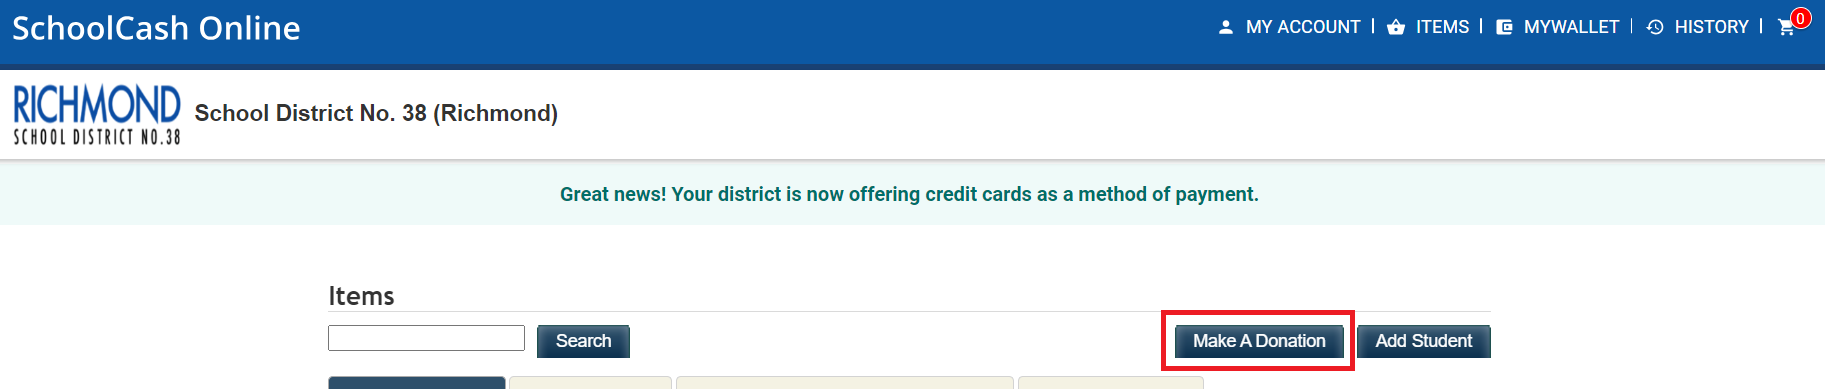 SchoolCash Online
MY ACCOUNT | ITEMS | MYWALLET | HISTORY | 0
RICHMOND
SCHOOL DISTRICT NO.38
School District No. 38 (Richmond)
Great news! Your district is now offering credit cards as a method of payment.
Items
Search
Make A Donation
Add Student